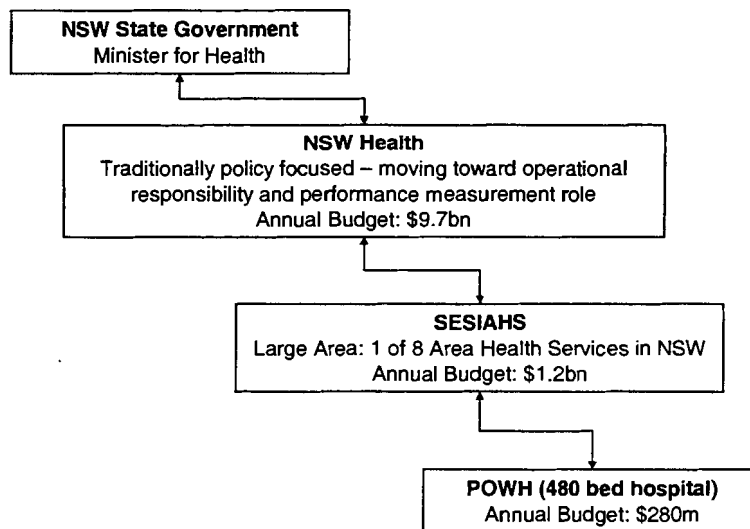 NSW State Government
Minister for Health
NSW Health
Traditionally policy focused – moving toward operational
responsibility and performance measurement role
Annual Budget: $9.7bn
SESIAHS
Large Area: 1 of 8 Area Health Services in NSW
Annual Budget: $1.2bn
POWH (480 bed hospital)
Annual Budget: $280m